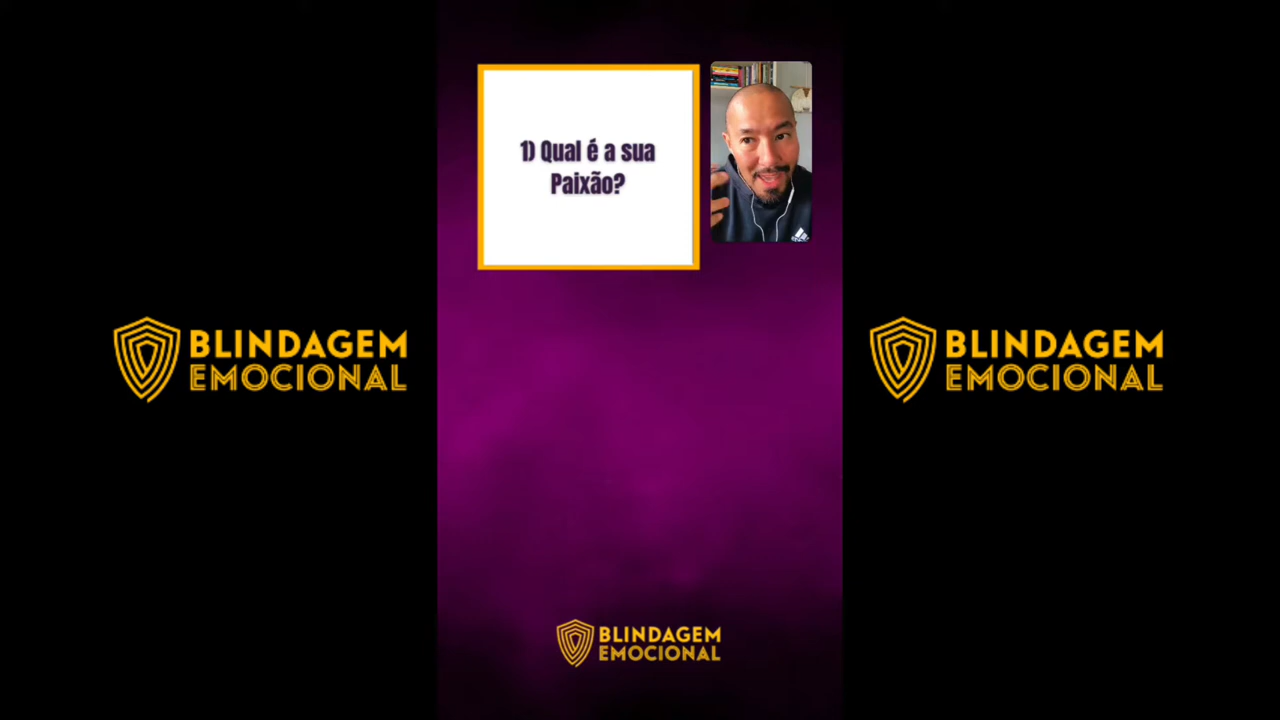 1) Qual é a sua
Paixão?
BLINDAGEM
EMOCIONAL
BLINDAGEM
EMOCIONAL
BLINDAGEM
EMOCIONAL